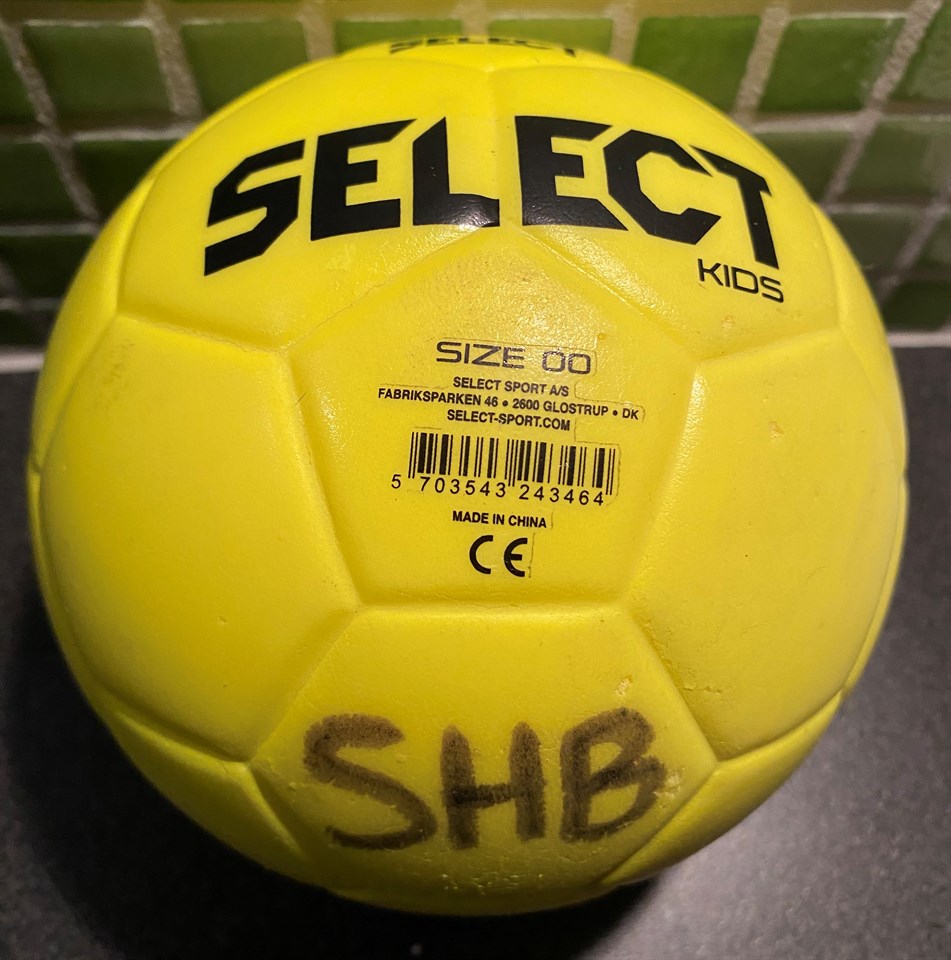 SELECT
SELECT
KIDS
SIZE 00
SELECT SPORT A/S
FABRIKSPARKEN 46 • 2600 GLOSTRUP • DK
SELECT-SPORT.COM
5 703543 243464
MADE IN CHINA
CE
SHB